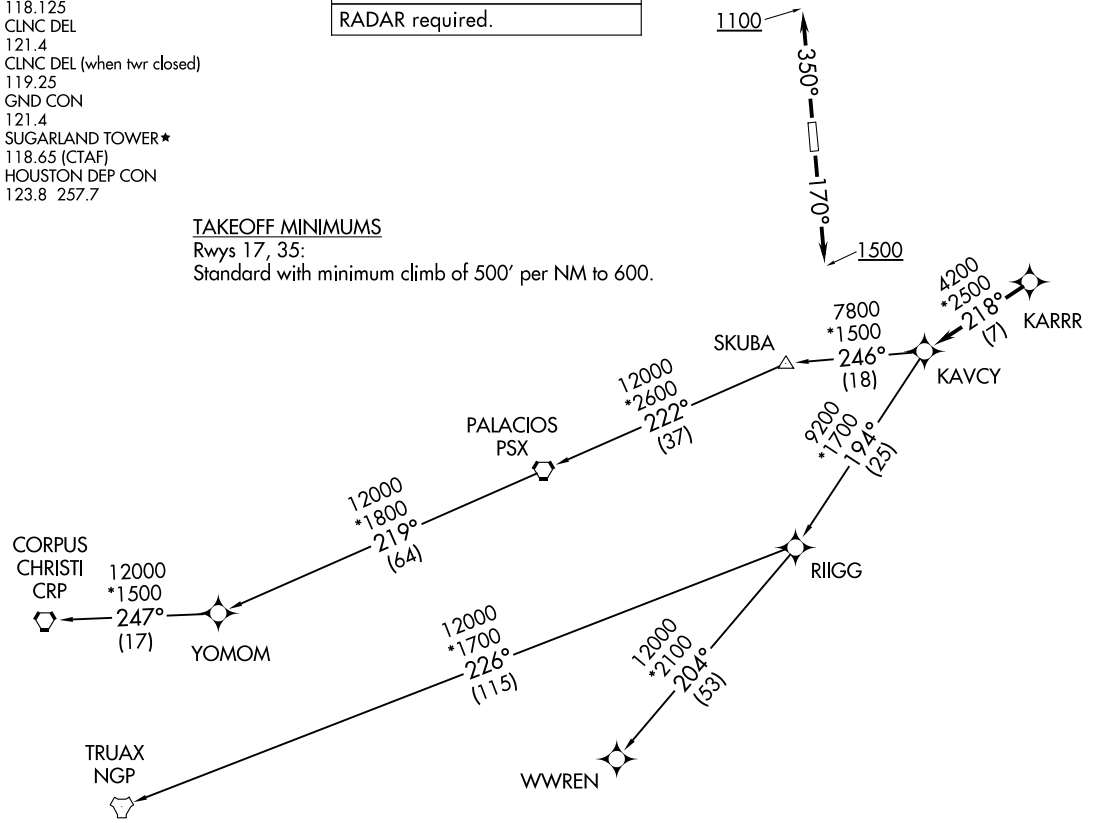 118.125
CLNC DEL
121.4
CLNC DEL (when twr closed)
119.25
GND CON
121.4
SUGARLAND TOWER★
118.65 (CTAF)
HOUSTON DEP CON
123.8 257.7
RADAR required.
1100
350°
170°
1500
TAKEOFF MINIMUMS
Rwys 17, 35:
Standard with minimum climb of 500' per NM to 600.
4200
*2500
218°
(7)
KARRR
7800
*1500
246°
(18)
SKUBA
KAVCY
12000
*2600
222°
(37)
9200
*1700
194°
(25)
PALACIOS
PSX
12000
*1800
219°
(64)
CORPUS
CHRISTI
CRP
12000
*1500
247°
(17)
YOMOM
RIIGG
12000
*1700
226°
(115)
12000
*2100
204°
(53)
TRUAX
NGP
WWREN